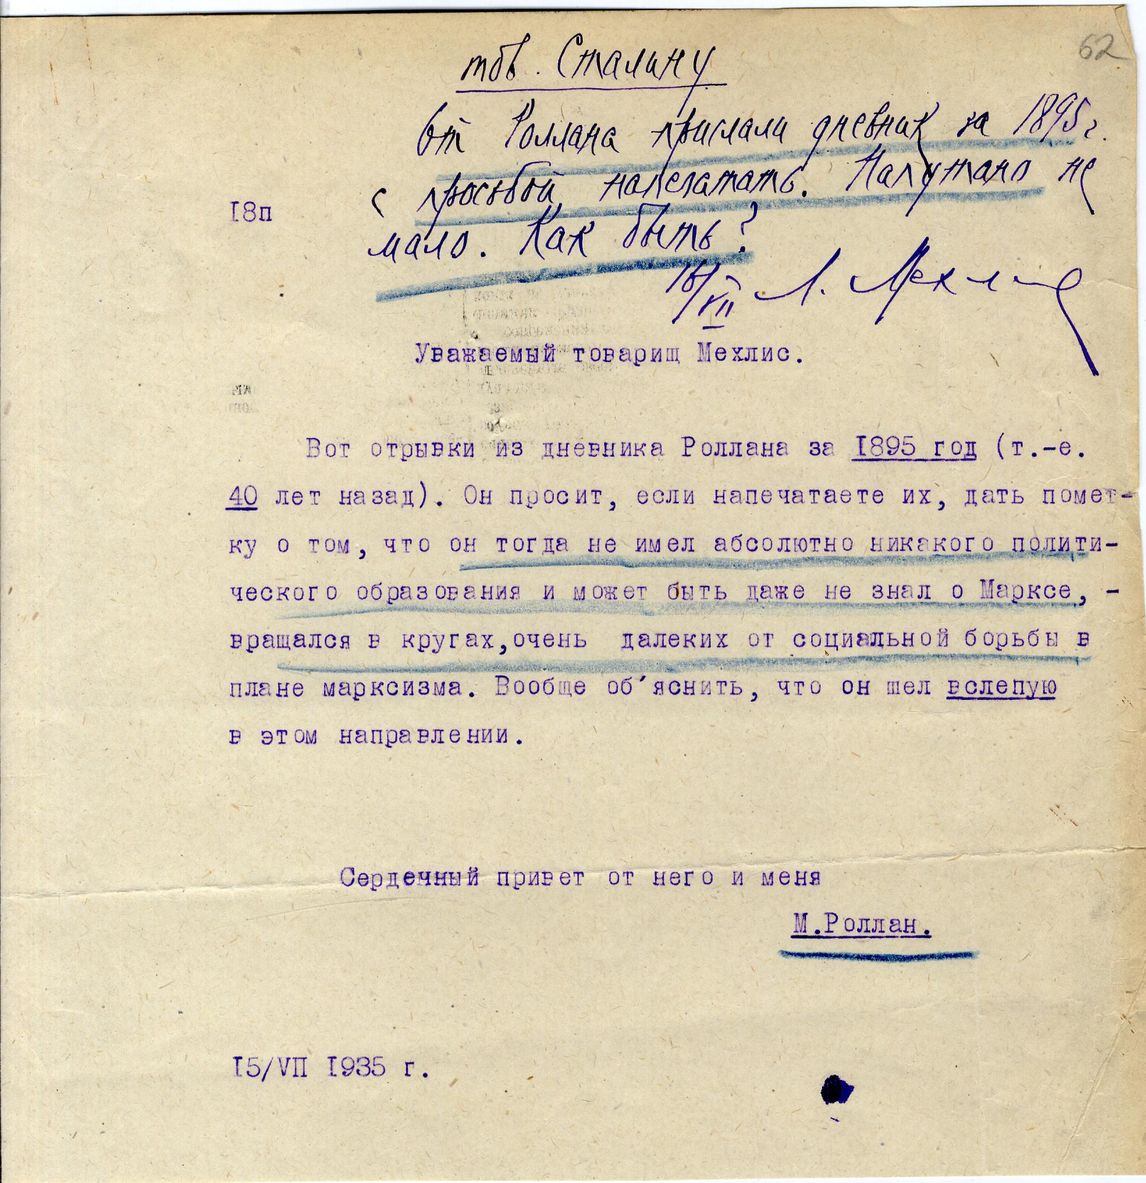 62
тов. Сталину
От Роллана прислали дневник за 1895 г.
с просьбой напечатать. Напутано не
мало. Как быть?
18п
16/VII Л. Мехлис
Уважаемый товарищ Мехлис.
Вот отрывки из дневника Роллана за I895 год (т.-е.
40 лет назад). Он просит, если напечатаете их, дать помет-
ку о том, что он тогда не имел абсолютно никакого полити-
ческого образования и может быть даже не знал о Марксе, -
вращался в кругах,очень далеких от социальной борьбы в
плане марксизма. Вообще об'яснить, что он шел вслепую
в этом направлении.
Сердечный привет от него и меня
М.Роллан.
I5/VII I935 г.